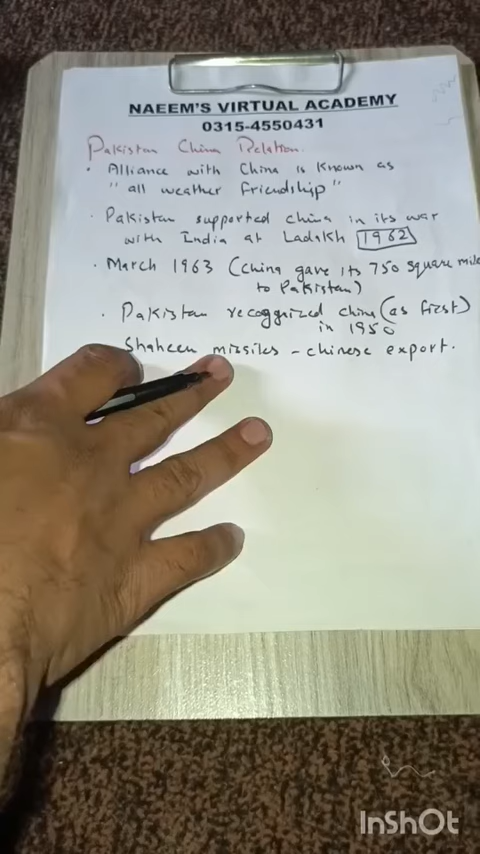 NAEEM'S VIRTUAL ACADEMY
0315-4550431
Pakistan China Relation.
• Alliance with China is known as
"all weather friendship"
• Pakistan supported china in its war
with India at Ladakh 1962
• March 1963 (China gave its 750 square mile
to Pakistan)
• Pakistan recoggnized china (as first)
in 1950
Shaheen missiles - chinese export.
InShOt